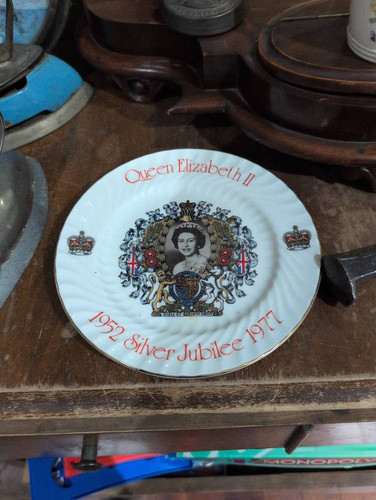 Queen Elizabeth II
1952 Silver Jubilee 1977
MONOPOLY